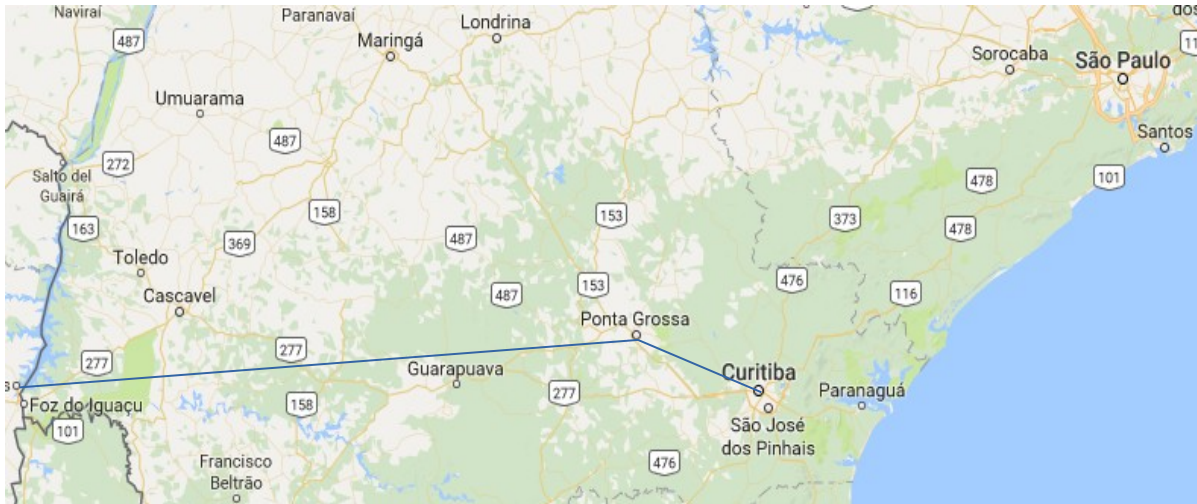 Naviraí
Paranavaí
Londrina
dos
487
Maringá
11
Sorocaba
São Paulo
Umuarama
487
Santos
272
Salto del
Guairá
101
478
158
153
373
163
369
487
478
Toledo
476
Cascavel
487
153
116
Ponta Grossa
277
277
Guarapuava
Curitiba
s
277
Paranaguá
Foz do Iguaçu
158
São José
dos Pinhais
101
Francisco
Beltrão
476